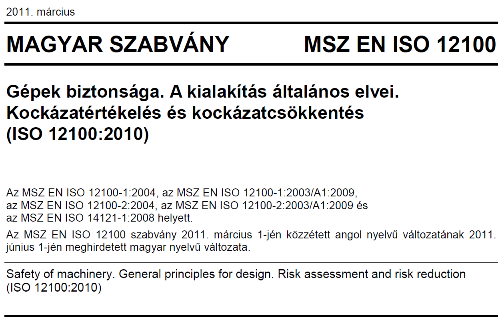 2011. március
MAGYAR SZABVÁNY MSZ EN ISO 12100
Gépek biztonsága. A kialakítás általános elvei.
Kockázatértékelés és kockázatcsökkentés
(ISO 12100:2010)
Az MSZ EN ISO 12100-1:2004, az MSZ EN ISO 12100-1:2003/A1:2009,
az MSZ EN ISO 12100-2:2004, az MSZ EN ISO 12100-2:2003/A1:2009 és
az MSZ EN ISO 14121-1:2008 helyett.
Az MSZ EN ISO 12100 szabvány 2011. március 1-jén közzétett angol nyelvű változatának 2011.
június 1-jén meghirdetett magyar nyelvű változata.
Safety of machinery. General principles for design. Risk assessment and risk reduction
(ISO 12100:2010)